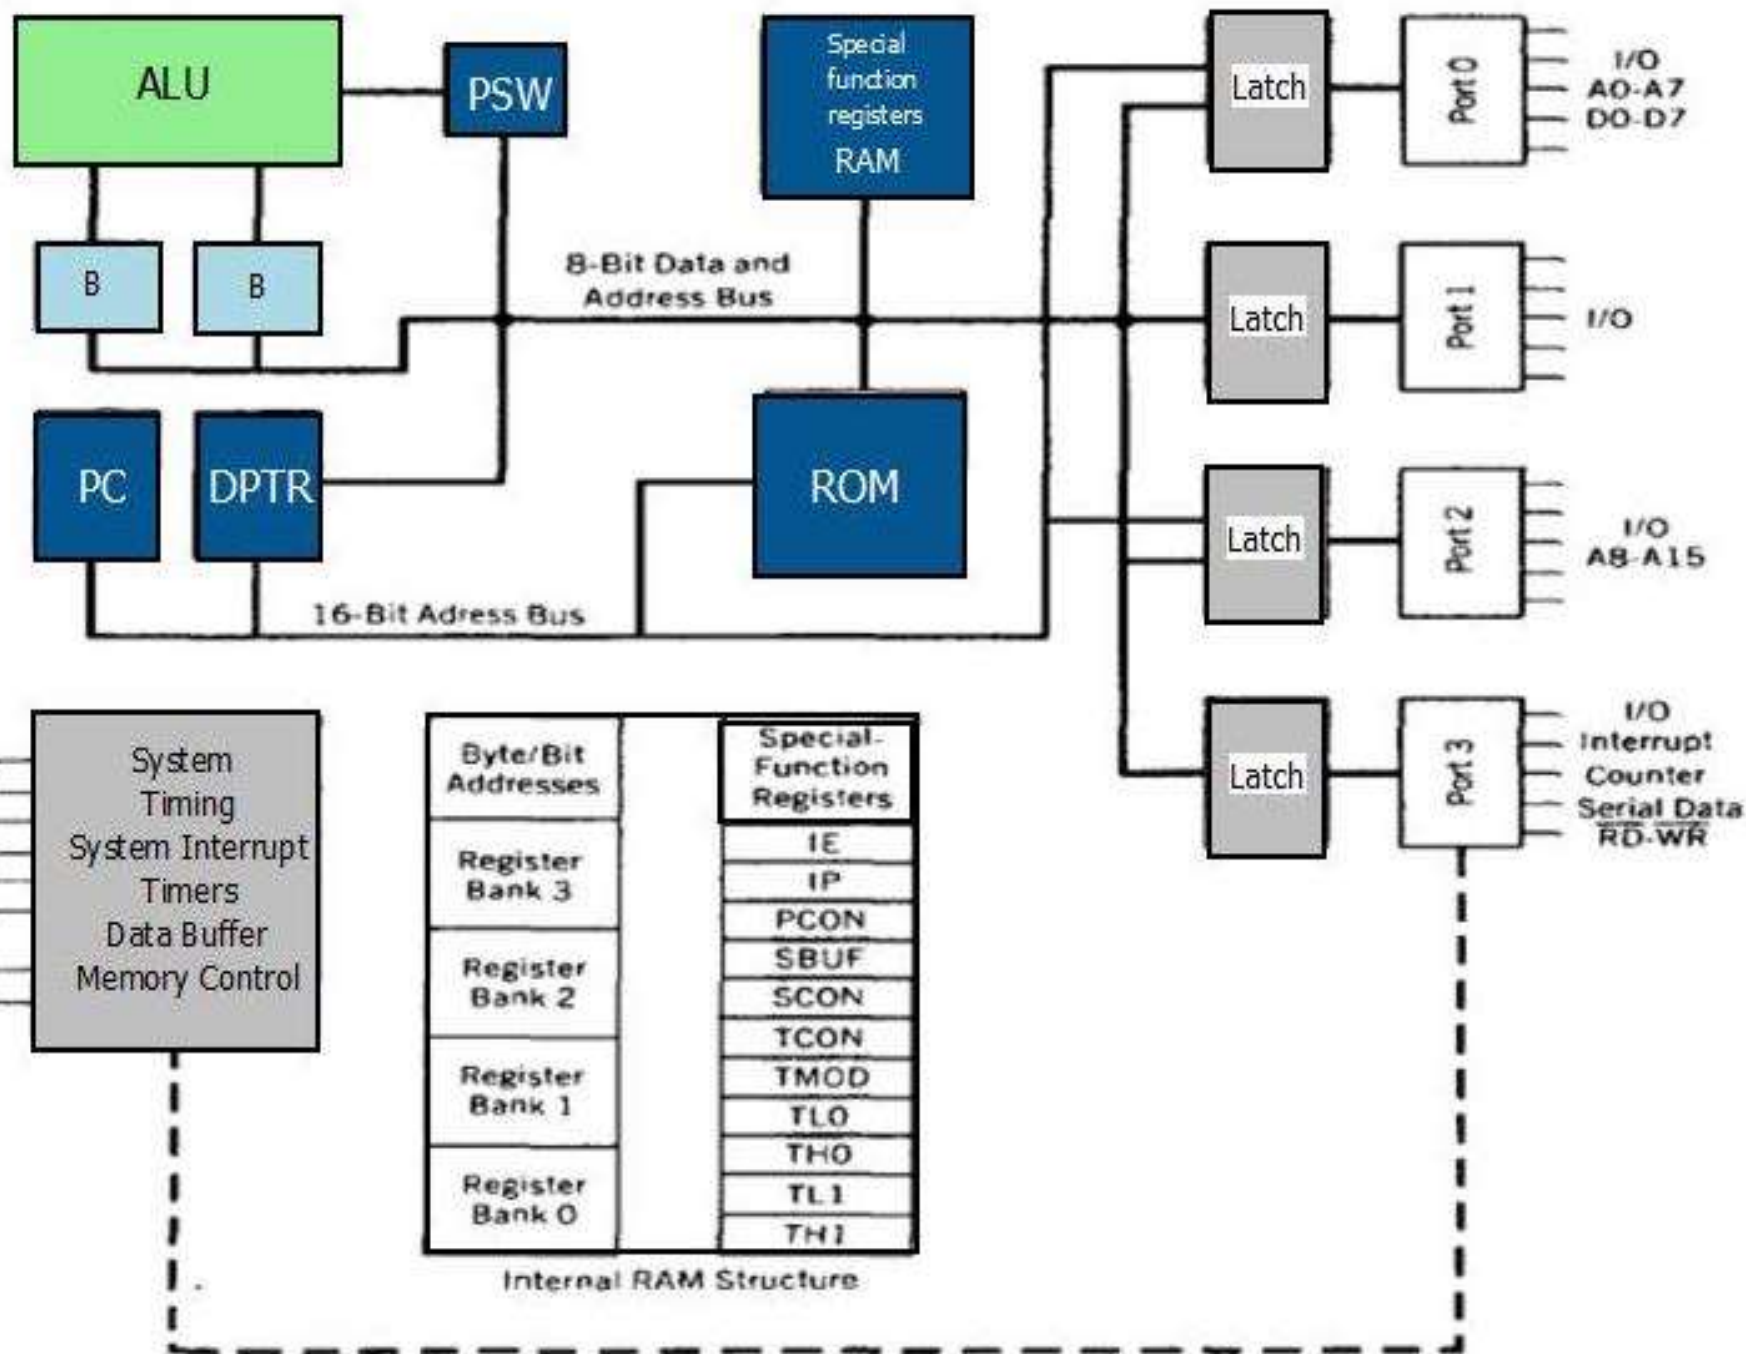 ALU
PSW
Special
function
registers
RAM
Latch
Port 0
I/O
A0-A7
D0-D7
B
B
8-Bit Data and
Address Bus
Latch
Port 1
I/O
PC
DPTR
ROM
Latch
Port 2
I/O
A8-A15
16-Bit Adress Bus
System
Timing
System Interrupt
Timers
Data Buffer
Memory Control
Byte/Bit
Addresses
Register
Bank 3
Register
Bank 2
Register
Bank 1
Register
Bank 0
Special-
Function
Registers
IE
IP
PCON
SBUF
SCON
TCON
TMOD
TL0
TH0
TL1
TH1
Internal RAM Structure
Latch
Port 3
I/O
Interrupt
Counter
Serial Data
RD-WR